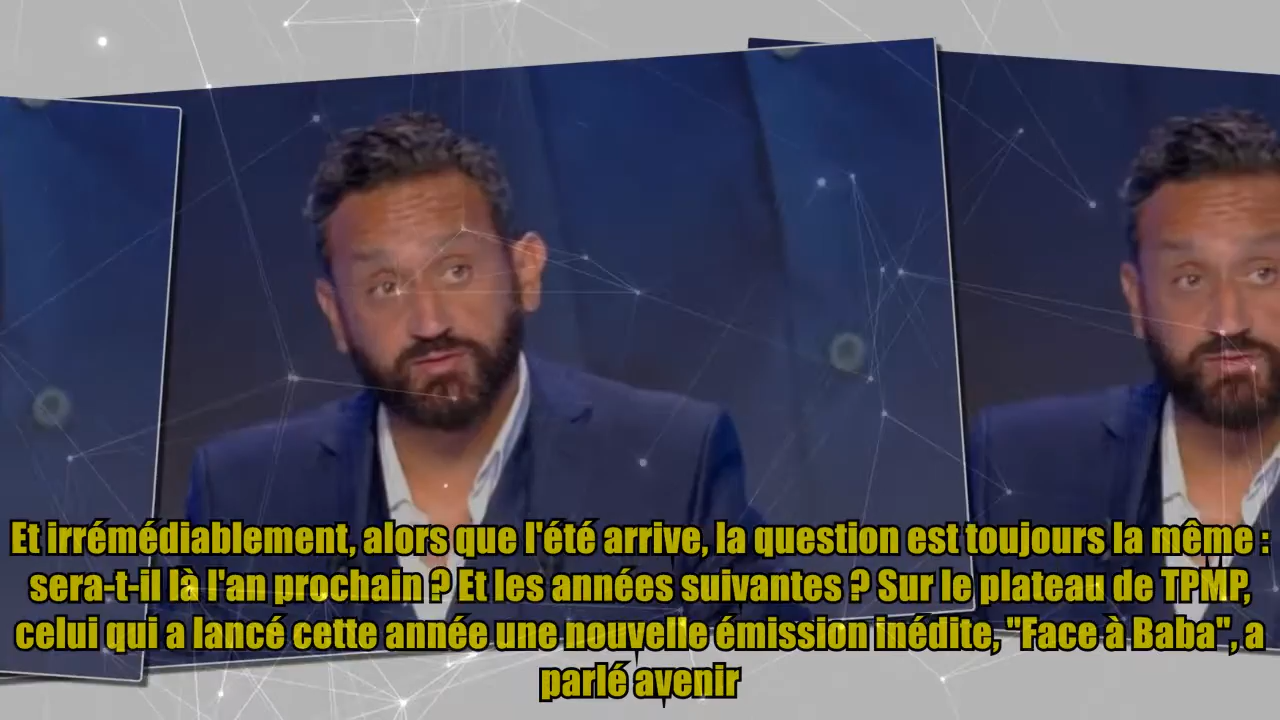 Et irrémédiablement, alors que l'été arrive, la question est toujours la même :
sera-t-il là l'an prochain ? Et les années suivantes ? Sur le plateau de TPMP,
celui qui a lancé cette année une nouvelle émission inédite, "Face à Baba", a
parlé avenir